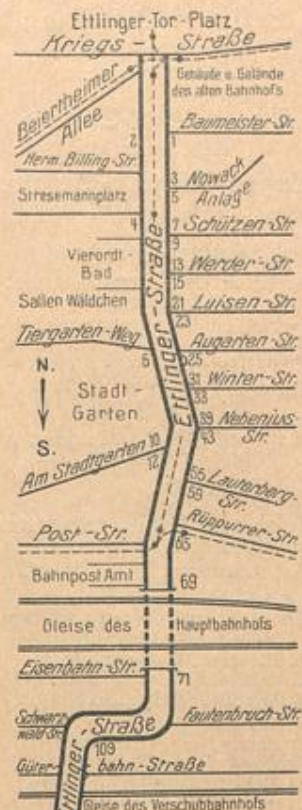 Ettlinger-Tor-Platz
Kriegs - Straße
Beiertheimer
Allee
Gebäude u. Gelände
des alten Bahnhofs
Baumeister-Str.
2
1
Herm. Billing-Str.
3 Nowack
Anlage
Stresemannplatz
5
4
7 Schützen-Str.
9
Vierordt-
Bad
13 Werder-Str.
15
Sallen Wäldchen
21 Luisen-Str.
23
Ettlinger-Straße
Tiergarten-Weg
Augarten-Str.
6
25
N.
31 Winter-Str.
33
Stadt-
Garten
S.
39 Nebenius-
Str.
43
Am Stadtgarten 10
12
55 Lauterberg-
Str.
59
Rüppurrer-Str.
Post-Str.
65
Bahnpost Amt
69
Gleise des Hauptbahnhofs
Eisenbahn-Str.
71
Schwarz-
wald-Str.
Ettlinger-Straße
Fautenbruch-Str.
109
Güter-bahn-Straße
Gleise des Verschubbahnhofs